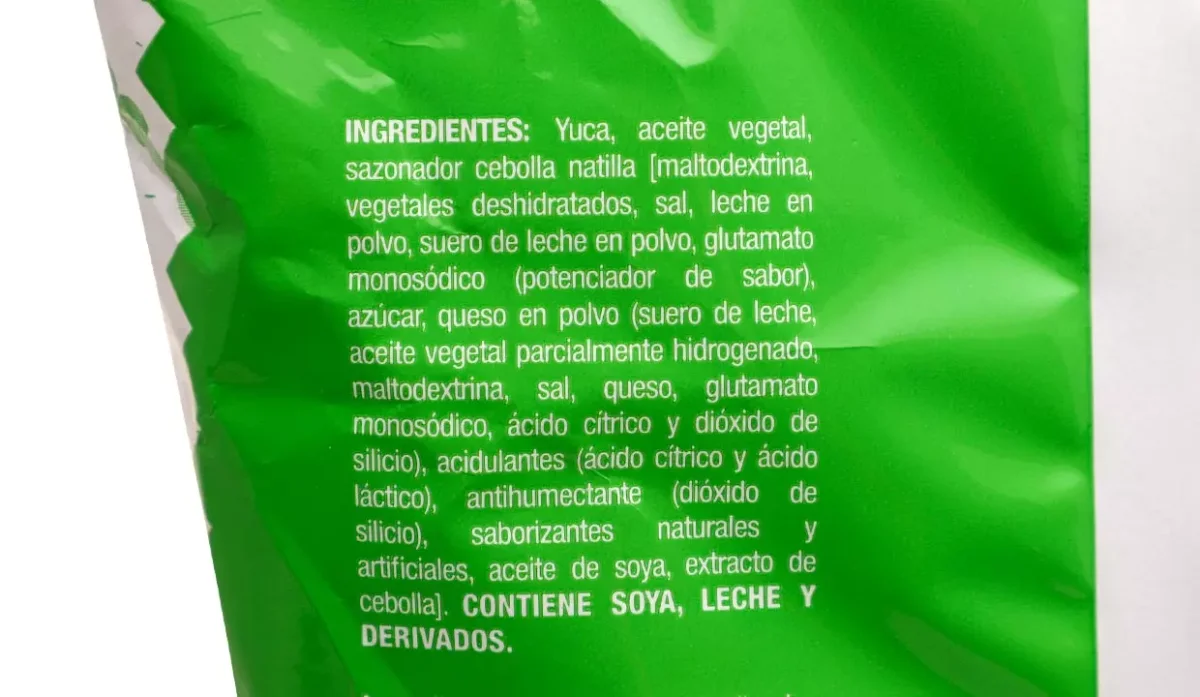 INGREDIENTES: Yuca, aceite vegetal,
sazonador cebolla natilla [maltodextrina,
vegetales deshidratados, sal, leche en
polvo, suero de leche en polvo, glutamato
monosódico (potenciador de sabor),
azúcar, queso en polvo (suero de leche,
aceite vegetal parcialmente hidrogenado,
maltodextrina, sal, queso, glutamato
monosódico, ácido cítrico y dióxido de
silicio), acidulantes (ácido cítrico y ácido
láctico), antihumectante (dióxido de
silicio), saborizantes naturales y
artificiales, aceite de soya, extracto de
cebolla]. CONTIENE SOYA, LECHE Y
DERIVADOS.